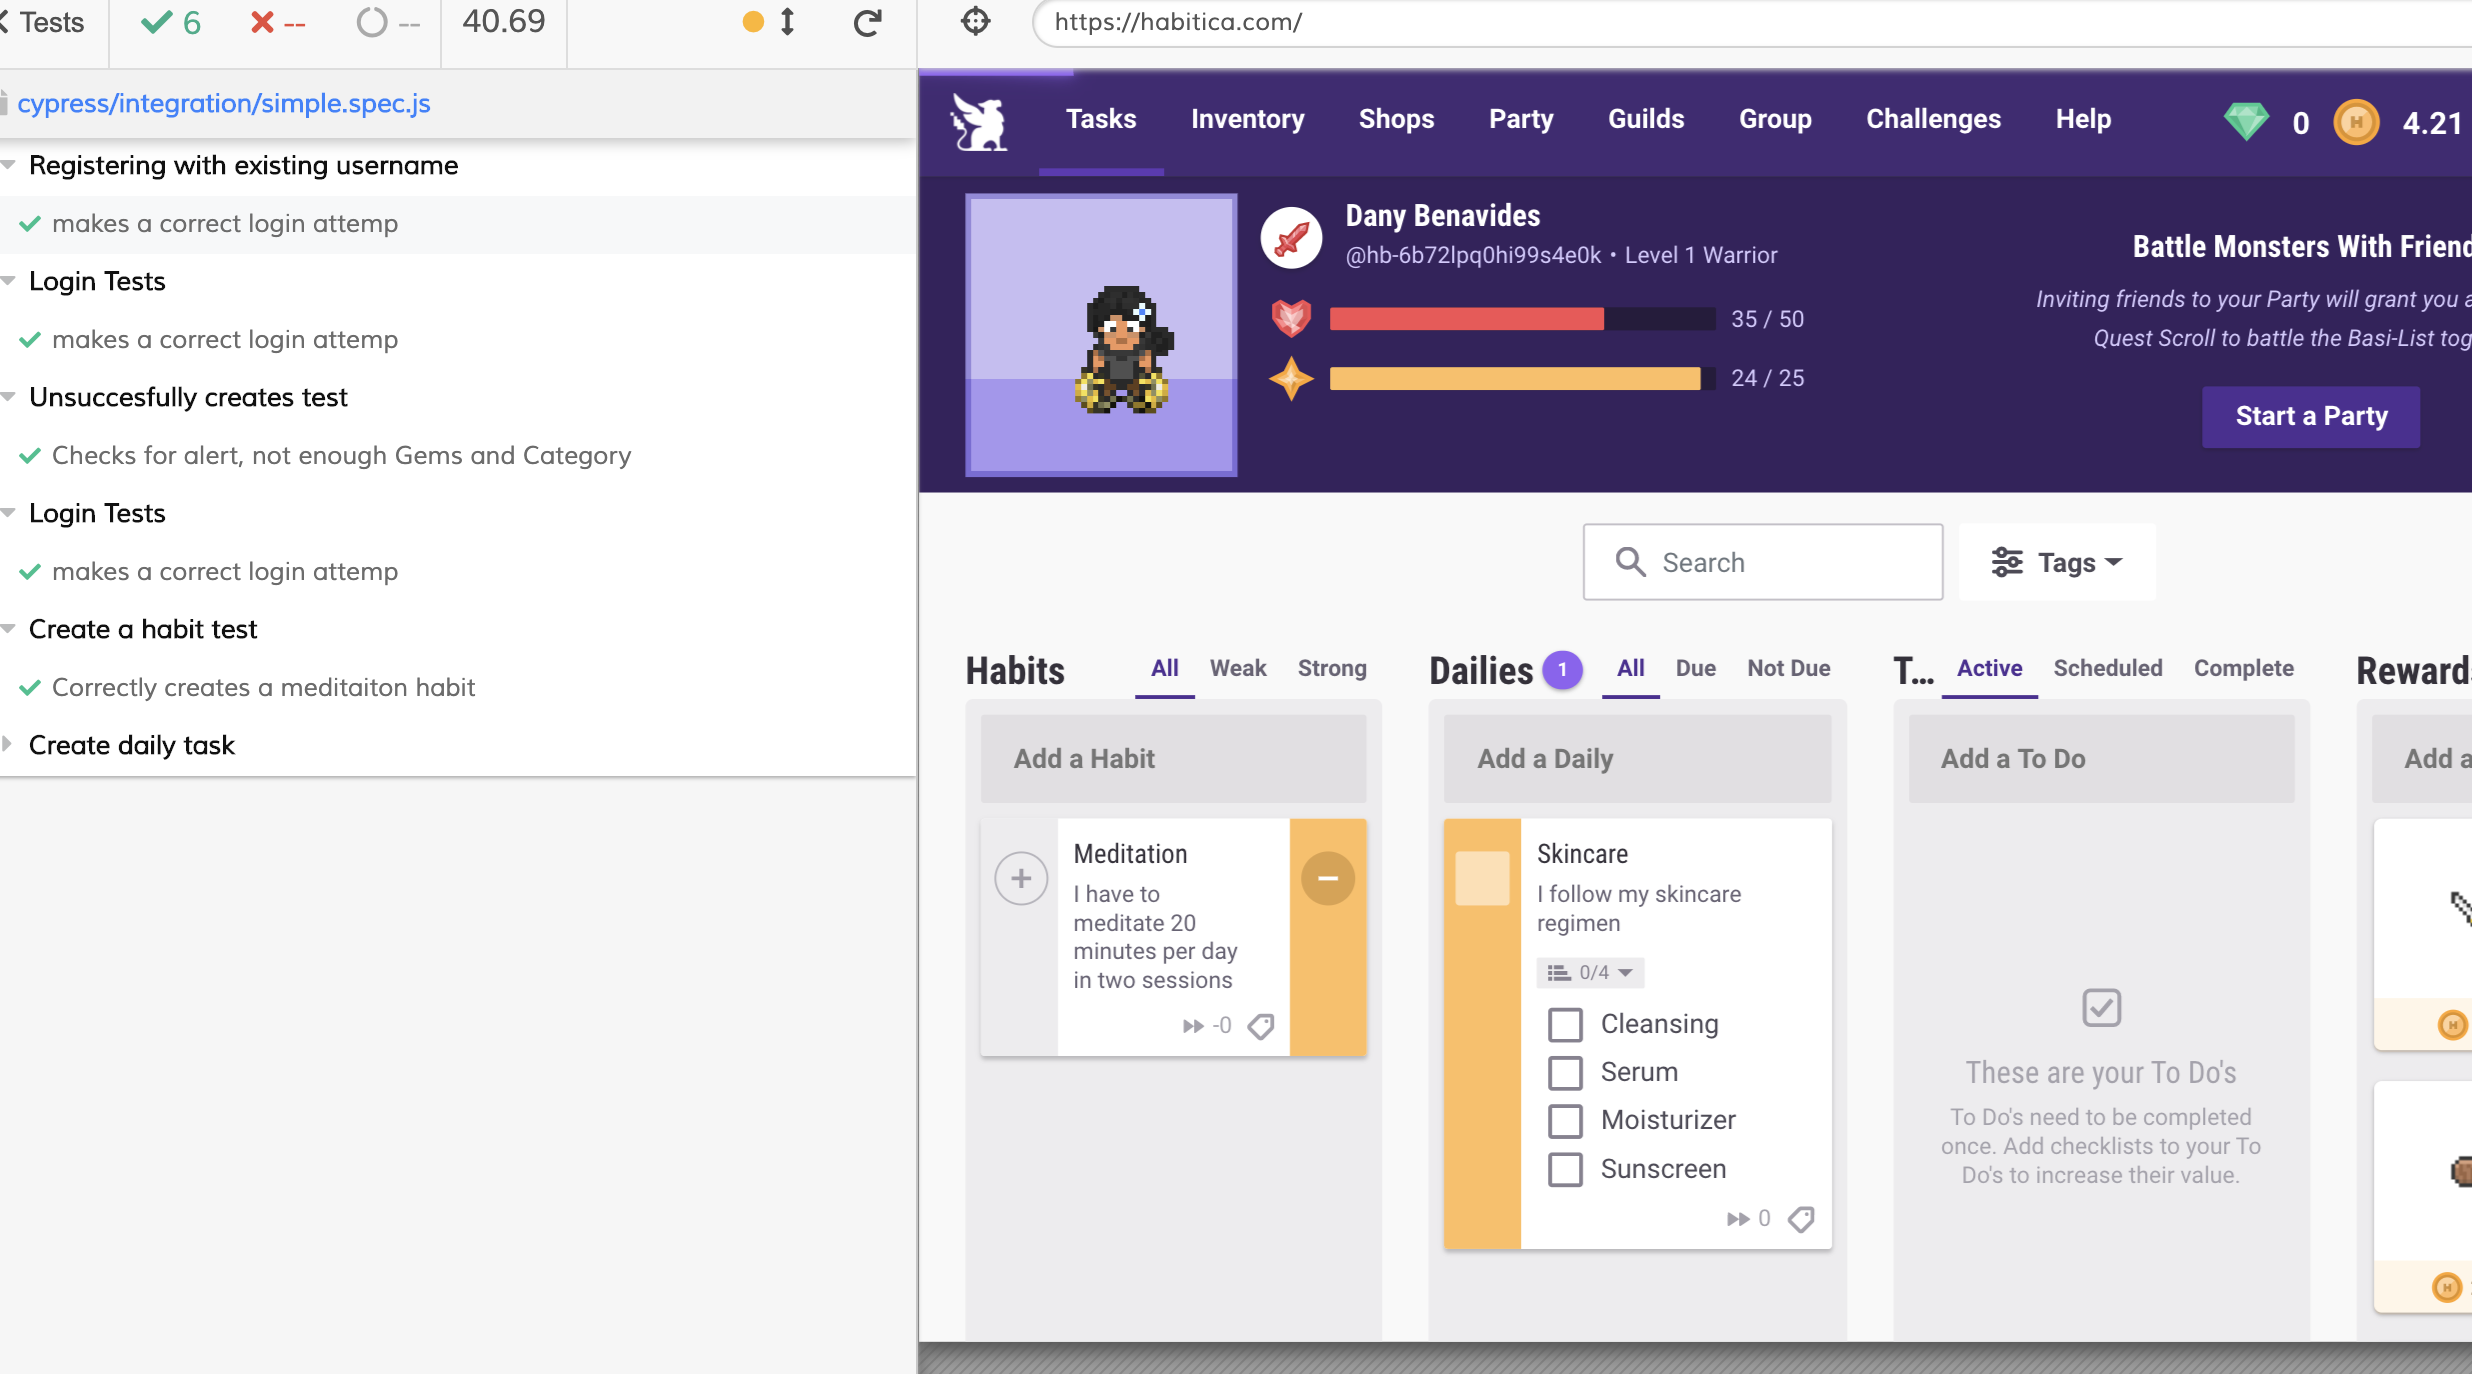 Tests
6
--
--
40.69
https://habitica.com/
cypress/integration/simple.spec.js
Registering with existing username
makes a correct login attemp
Login Tests
makes a correct login attemp
Unsuccesfully creates test
Checks for alert, not enough Gems and Category
Login Tests
makes a correct login attemp
Create a habit test
Correctly creates a meditaiton habit
Create daily task
Tasks Inventory Shops Party Guilds Group Challenges Help 0 4.21
Dany Benavides
@hb-6b72lpq0hi99s4e0k • Level 1 Warrior
35 / 50
24 / 25
Battle Monsters With Friend
Inviting friends to your Party will grant you a
Quest Scroll to battle the Basi-List tog
Start a Party
Search
Tags
Habits All Weak Strong
Add a Habit
Meditation
I have to
meditate 20
minutes per day
in two sessions
-0
Dailies 1 All Due Not Due
Add a Daily
Skincare
I follow my skincare
regimen
0/4
Cleansing
Serum
Moisturizer
Sunscreen
0
T... Active Scheduled Complete
Add a To Do
These are your To Do's
To Do's need to be completed
once. Add checklists to your To
Do's to increase their value.
Rewards
Add a